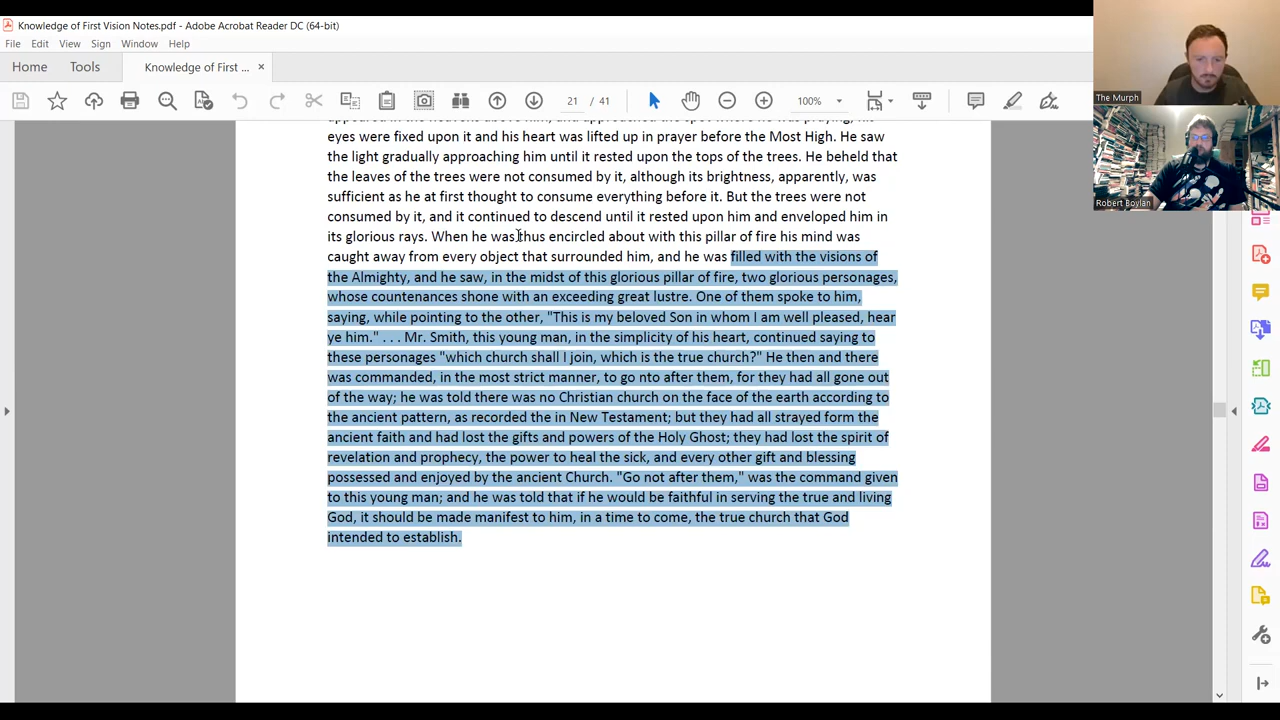 Knowledge of First Vision Notes.pdf - Adobe Acrobat Reader DC (64-bit)
File Edit View Sign Window Help
Home Tools Knowledge of First ... ×
21 / 41 100%
appeared in the heavens above him, and approached the spot where he was praying; his
eyes were fixed upon it and his heart was lifted up in prayer before the Most High. He saw
the light gradually approaching him until it rested upon the tops of the trees. He beheld that
the leaves of the trees were not consumed by it, although its brightness, apparently, was
sufficient as he at first thought to consume everything before it. But the trees were not
consumed by it, and it continued to descend until it rested upon him and enveloped him in
its glorious rays. When he was thus encircled about with this pillar of fire his mind was
caught away from every object that surrounded him, and he was filled with the visions of
the Almighty, and he saw, in the midst of this glorious pillar of fire, two glorious personages,
whose countenances shone with an exceeding great lustre. One of them spoke to him,
saying, while pointing to the other, "This is my beloved Son in whom I am well pleased, hear
ye him." . . . Mr. Smith, this young man, in the simplicity of his heart, continued saying to
these personages "which church shall I join, which is the true church?" He then and there
was commanded, in the most strict manner, to go nto after them, for they had all gone out
of the way; he was told there was no Christian church on the face of the earth according to
the ancient pattern, as recorded the in New Testament; but they had all strayed form the
ancient faith and had lost the gifts and powers of the Holy Ghost; they had lost the spirit of
revelation and prophecy, the power to heal the sick, and every other gift and blessing
possessed and enjoyed by the ancient Church. "Go not after them," was the command given
to this young man; and he was told that if he would be faithful in serving the true and living
God, it should be made manifest to him, in a time to come, the true church that God
intended to establish.
The Murph
Robert Boylan